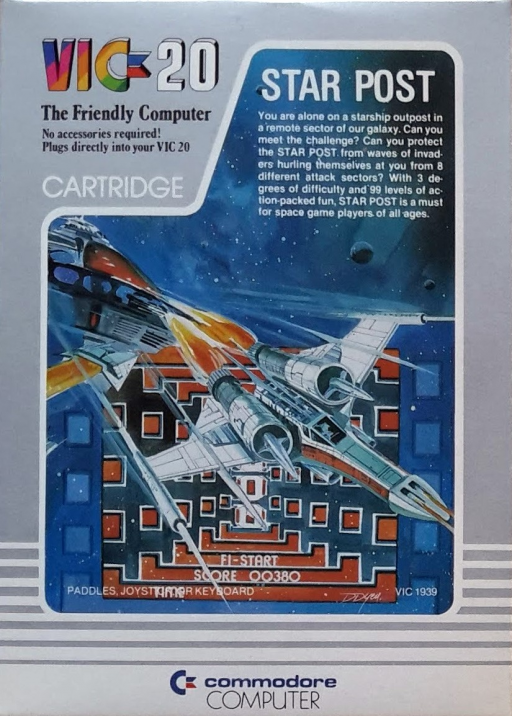 VIC-20
The Friendly Computer
No accessories required!
Plugs directly into your VIC 20
CARTRIDGE
STAR POST
You are alone on a starship outpost in
a remote sector of our galaxy. Can you
meet the challenge? Can you protect
the STAR POST from waves of invad-
ers hurling themselves at you from 8
different attack sectors? With 3 de-
grees of difficulty and 99 levels of ac-
tion-packed fun, STAR POST is a must
for space game players of all ages.
F1-START
SCORE 00380
PADDLES, JOYSTICK OR KEYBOARD
VIC 1939
commodore
COMPUTER